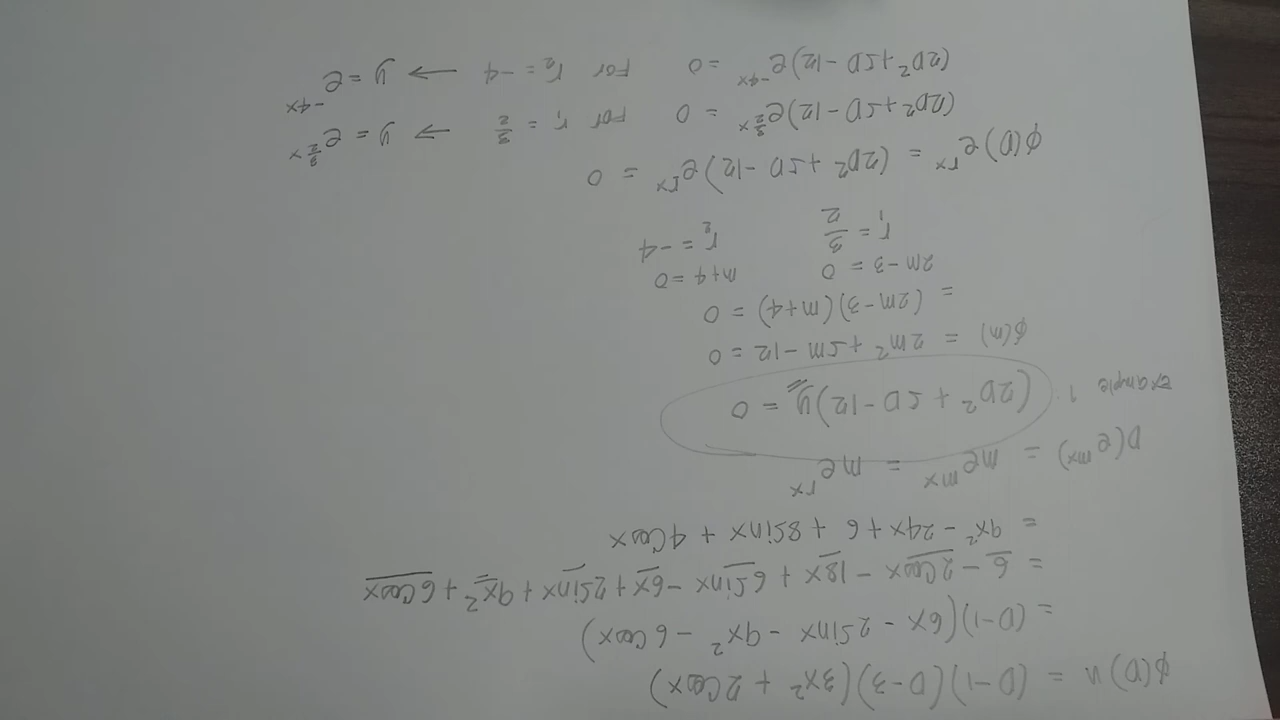 φ(D)u = (D-1)(D-3)(3x² + 2cosx)
= (D-1)(6x - 2sinx - 9x² - 6cosx)
= 6 - 2cosx - 18x + 6sinx - 6x + 2sinx + 9x² + 6cosx
= 9x² - 24x + 6 + 8sinx + 4cosx
D(e^mx) = me^mx = me^rx
Example 1 (2D² + 5D - 12)y = 0
φ(m) = 2m² + 5m - 12 = 0
= (2m-3)(m+4) = 0
2m-3 = 0 m+4 = 0
r₁ = 3/2 r₂ = -4
φ(D)e^rx = (2D² + 5D - 12)e^rx = 0
(2D² + 5D - 12)e^3/2x = 0 For r₁ = 3/2 → y = e^3/2x
(2D² + 5D - 12)e^-4x = 0 For r₂ = -4 → y = e^-4x